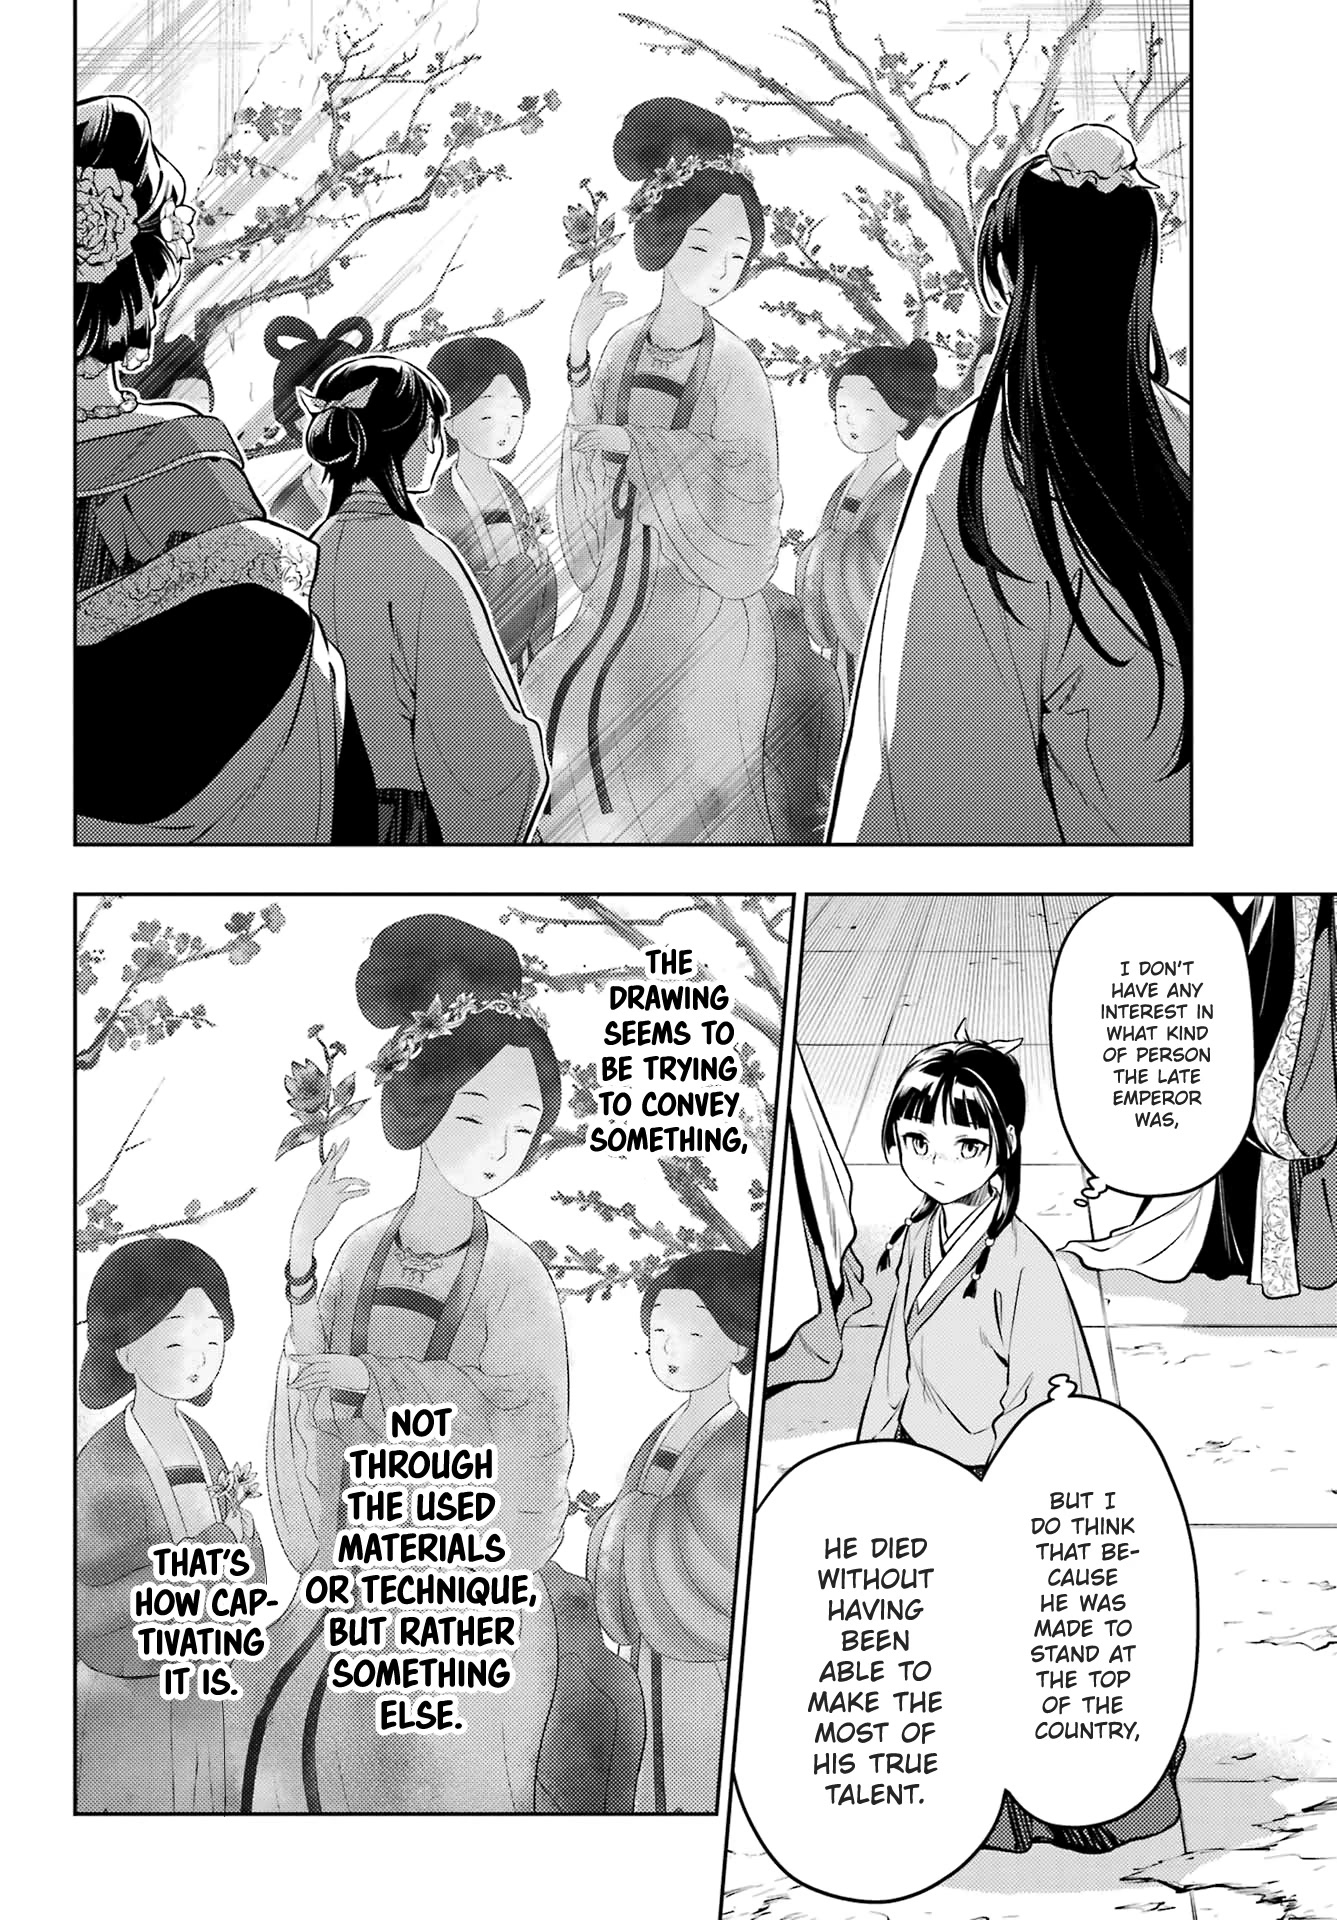 I DON'T
HAVE ANY
INTEREST IN
WHAT KIND
OF PERSON
THE LATE
EMPEROR
WAS,
BUT I
DO THINK
THAT BE-
CAUSE
HE WAS
MADE TO
STAND AT
THE TOP
OF THE
COUNTRY,
HE DIED
WITHOUT
HAVING
BEEN
ABLE TO
MAKE THE
MOST OF
HIS TRUE
TALENT.
THE
DRAWING
SEEMS TO
BE TRYING
TO CONVEY
SOMETHING,
NOT
THROUGH
THE USED
MATERIALS
OR TECHNIQUE,
BUT RATHER
SOMETHING
ELSE.
THAT'S
HOW CAP-
TIVATING
IT IS.